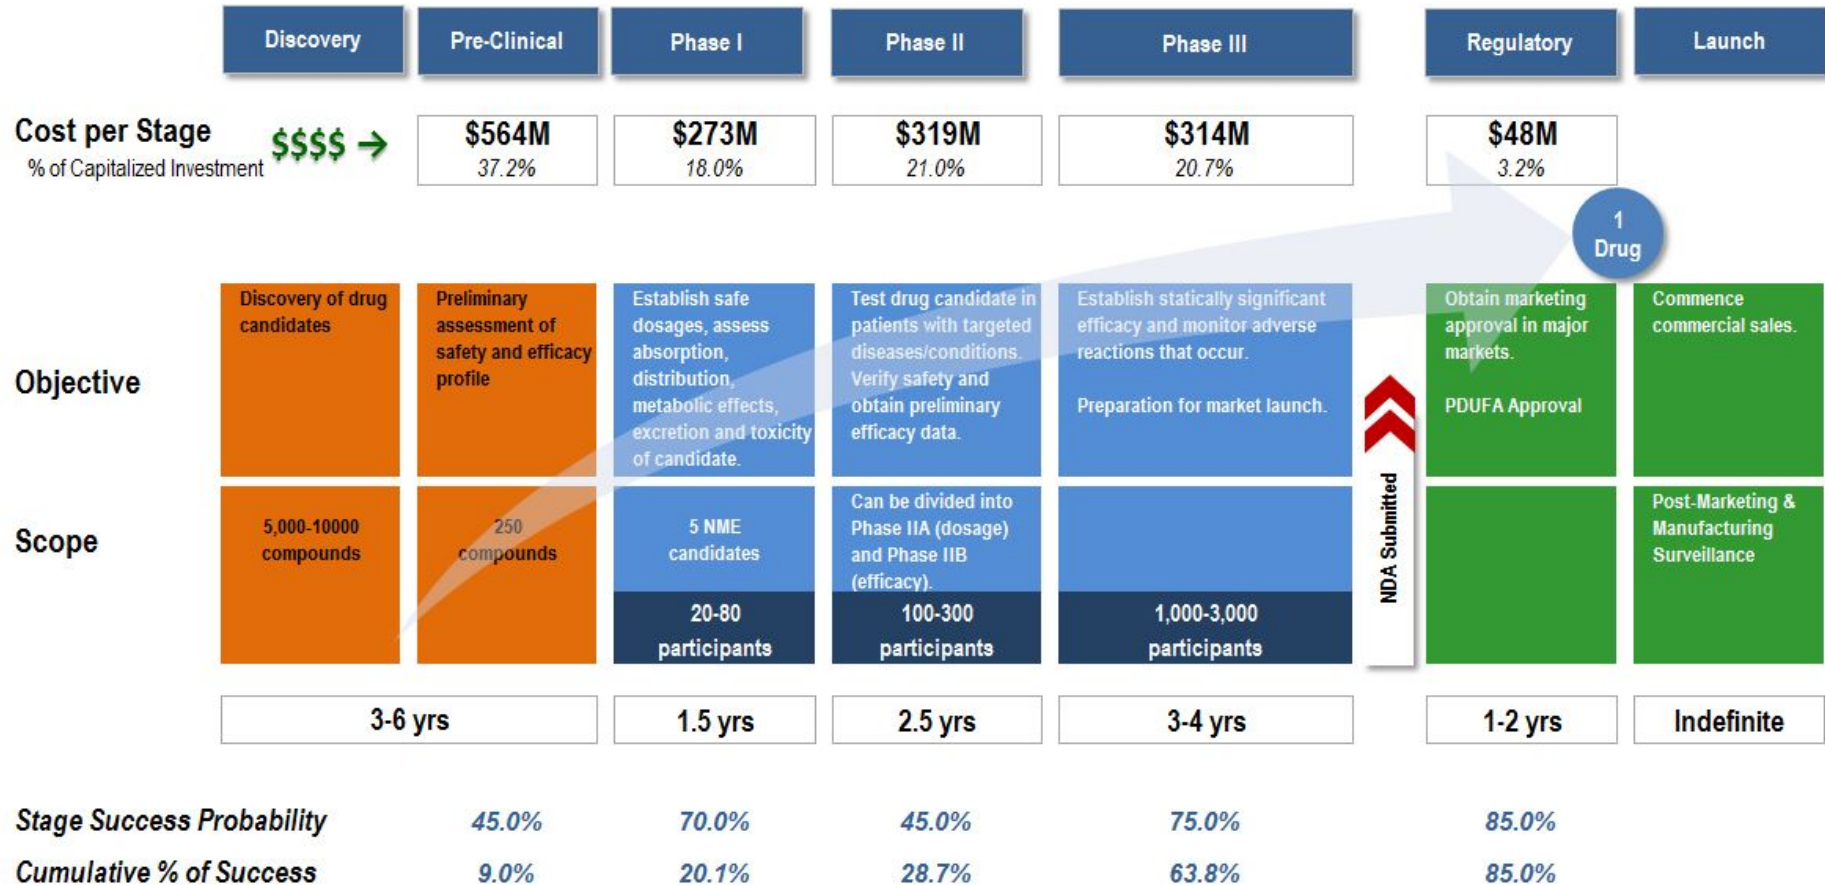 Discovery
Pre-Clinical
Phase I
Phase II
Phase III
Regulatory
Launch
Cost per Stage
% of Capitalized Investment
$$$$ →
$564M
37.2%
$273M
18.0%
$319M
21.0%
$314M
20.7%
$48M
3.2%
1
Drug
Objective
Discovery of drug
candidates
Preliminary
assessment of
safety and efficacy
profile
Establish safe
dosages, assess
absorption,
distribution,
metabolic effects,
excretion and toxicity
of candidate.
Test drug candidate in
patients with targeted
diseases/conditions.
Verify safety and
obtain preliminary
efficacy data.
Establish statically significant
efficacy and monitor adverse
reactions that occur.
Preparation for market launch.
NDA Submitted
Obtain marketing
approval in major
markets.
PDUFA Approval
Commence
commercial sales.
Scope
5,000-10000
compounds
250
compounds
5 NME
candidates
20-80
participants
Can be divided into
Phase IIA (dosage)
and Phase IIB
(efficacy).
100-300
participants
1,000-3,000
participants
Post-Marketing &
Manufacturing
Surveillance
3-6 yrs
1.5 yrs
2.5 yrs
3-4 yrs
1-2 yrs
Indefinite
Stage Success Probability
45.0%
70.0%
45.0%
75.0%
85.0%
Cumulative % of Success
9.0%
20.1%
28.7%
63.8%
85.0%